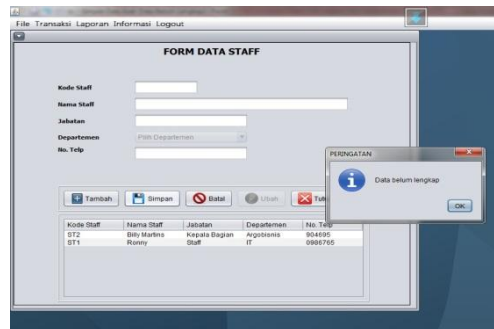 File Transaksi Laporan Informasi Logout
FORM DATA STAFF
Kode Staff
Nama Staff
Jabatan
Departemen
Pilih Departemen
No. Telp
PERINGATAN
Data belum lengkap
OK
Tambah Simpan Batal Ubah
Kode Staff Nama Staff Jabatan Departemen No. Telp
ST2 Billy Martins Kepala Bagian Argobisnis 904695
ST1 Ronny Staff IT 0986765